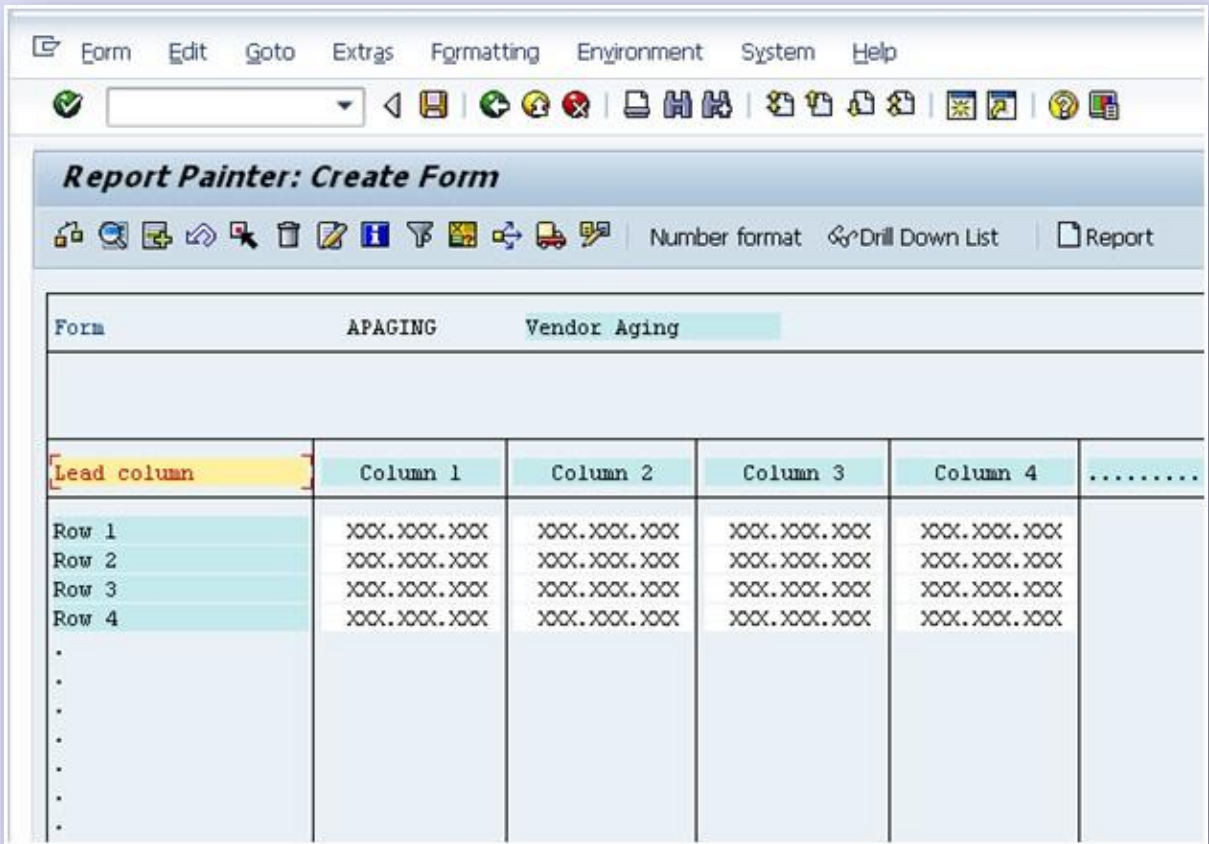 Form Edit Goto Extras Formatting Environment System Help
Report Painter: Create Form
Number format Drill Down List Report
Form APAGING Vendor Aging
Lead column Column 1 Column 2 Column 3 Column 4 .........
Row 1 XXX.XXX.XXX XXX.XXX.XXX XXX.XXX.XXX XXX.XXX.XXX
Row 2 XXX.XXX.XXX XXX.XXX.XXX XXX.XXX.XXX XXX.XXX.XXX
Row 3 XXX.XXX.XXX XXX.XXX.XXX XXX.XXX.XXX XXX.XXX.XXX
Row 4 XXX.XXX.XXX XXX.XXX.XXX XXX.XXX.XXX XXX.XXX.XXX
.
.
.
.
.
.
.